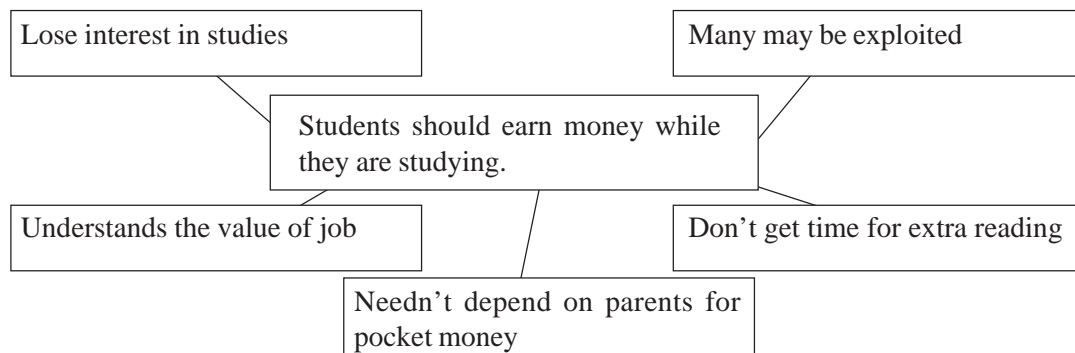 Lose interest in studies
Many may be exploited
Students should earn money while
they are studying.
Understands the value of job
Don’t get time for extra reading
Needn’t depend on parents for
pocket money